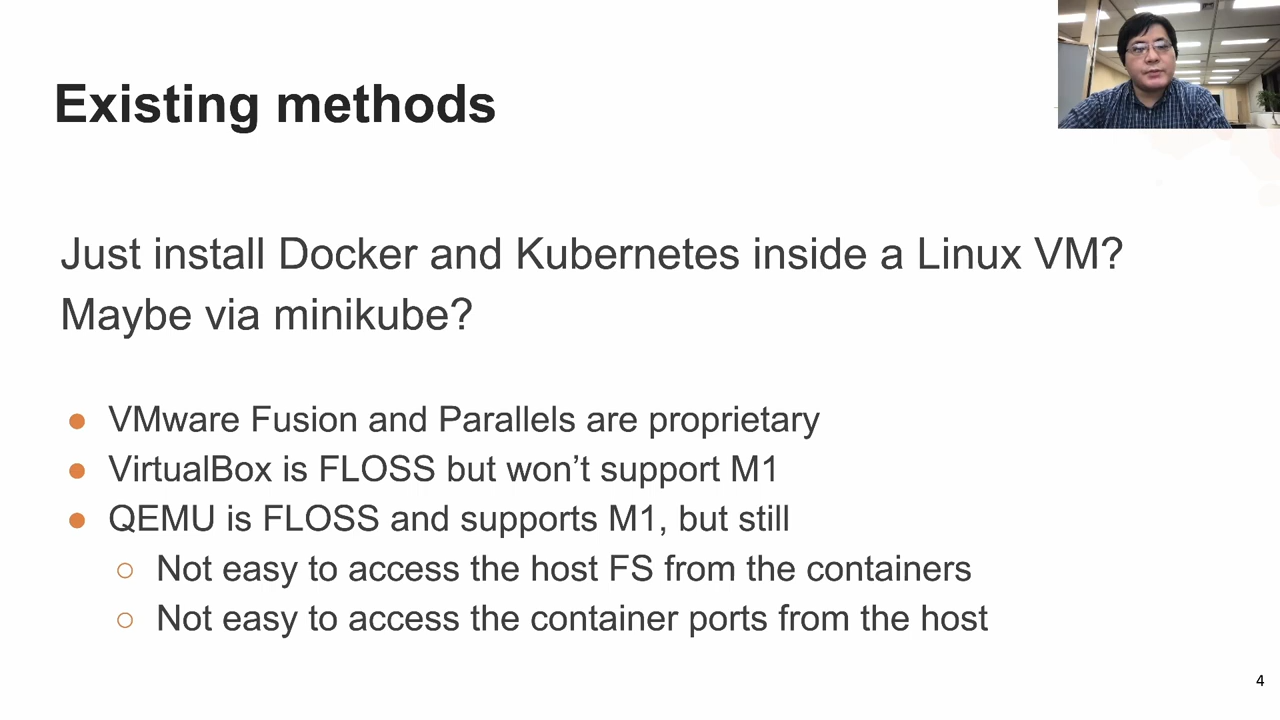 Existing methods
Just install Docker and Kubernetes inside a Linux VM?
Maybe via minikube?
● VMware Fusion and Parallels are proprietary
● VirtualBox is FLOSS but won’t support M1
● QEMU is FLOSS and supports M1, but still
○ Not easy to access the host FS from the containers
○ Not easy to access the container ports from the host
4